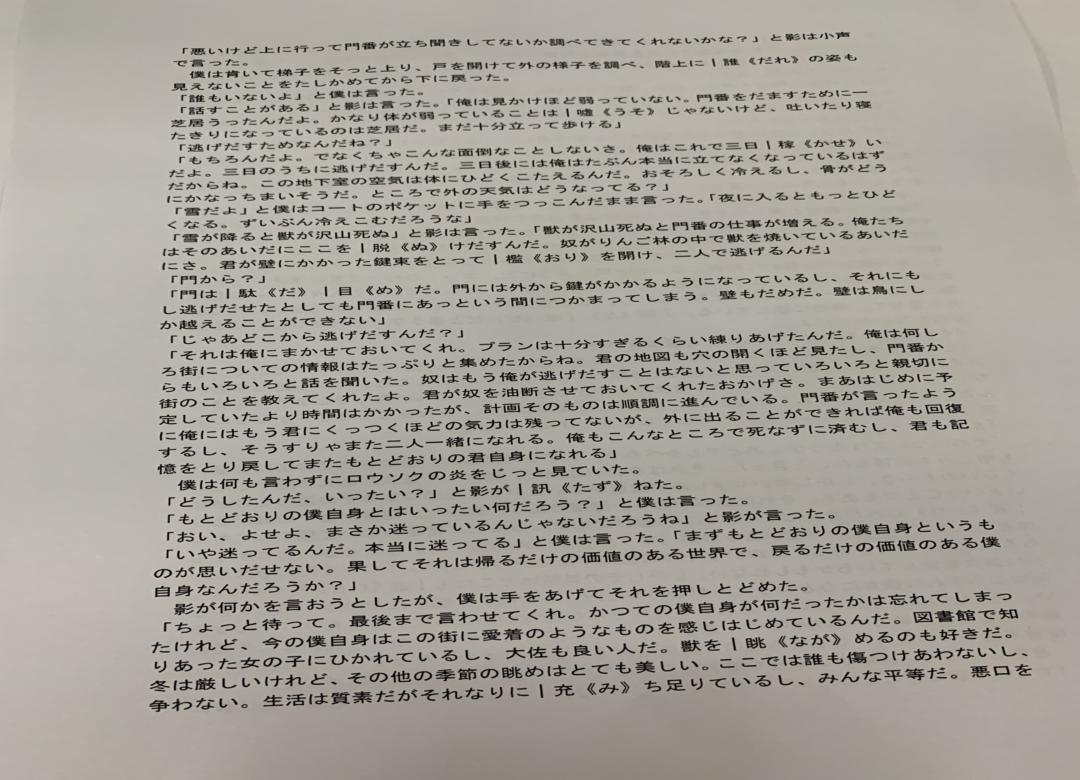 「悪いけど上に行って門番が立ち聞きしてないか調べてきてくれないかな?」と影は小声
で言った。
僕は肯いて梯子をそっと上り、戸を開けて外の様子を調べ、階上に|誰《だれ》の姿も
見えないことをたしかめてから下に戻った。
「誰もいないよ」と僕は言った。
「話すことがある」と影は言った。「俺は見かけほど弱っていない。門番をだますために一
芝居うったんだよ。かなり体が弱っていることは|嘘《うそ》じゃないけど、吐いたり寝
たきりになっているのは芝居だ。まだ十分立って歩ける」
「逃げだすためなんだね?」
「もちろんだよ。でなくちゃこんな面倒なことしないさ。俺はこれで三日|稼《かせ》い
だよ。三日のうちに逃げだすんだ。三日後には俺はたぶん本当に立てなくなっているはず
だからね。この地下室の空気は体にひどくこたえるんだ。おそろしく冷えるし、骨がどう
にかなっちまいそうだ。ところで外の天気はどうなってる?」
「雪だよ」と僕はコートのポケットに手をつっこんだまま言った。「夜に入るともっとひど
くなる。ずいぶん冷えこむだろうな」
「雪が降ると獣が沢山死ぬ」と影は言った。「獣が沢山死ぬと門番の仕事が増える。俺たち
はそのあいだにここを|脱《ぬ》けだすんだ。奴がりんご林の中で獣を焼いているあいだ
にさ。君が壁にかかった鍵束をとって|檻《おり》を開け、二人で逃げるんだ」
「門から?」
「門は|駄《だ》|目《め》だ。門には外から鍵がかかるようになっているし、それにも
し逃げだせたとしても門番にあっという間につかまってしまう。壁もだめだ。壁は鳥にし
か越えることができない」
「じゃあどこから逃げだすんだ?」
「それは俺にまかせておいてくれ。プランは十分すぎるくらい練りあげたんだ。俺は何し
ろ街についての情報はたっぷりと集めたからね。君の地図も穴の開くほど見たし、門番か
らもいろいろと話を聞いた。奴はもう俺が逃げだすことはないと思っていろいろと親切に
街のことを教えてくれたよ。君が奴を油断させておいてくれたおかげさ。まあはじめに予
定していたより時間はかかったが、計画そのものは順調に進んでいる。門番が言ったよう
に俺にはもう君にくっつくほどの気力は残ってないが、外に出ることができれば俺も回復
するし、そうすりゃまた二人一緒になれる。俺もこんなところで死なずに済むし、君も記
憶をとり戻してまたもとどおりの君自身になれる」
僕は何も言わずにロウソクの炎をじっと見ていた。
「どうしたんだ、いったい?」と影が|訊《たず》ねた。
「もとどおりの僕自身とはいったい何だろう?」と僕は言った。
「おい、よせよ、まさか迷っているんじゃないだろうね」と影が言った。
「いや迷ってるんだ。本当に迷ってる」と僕は言った。「まずもとどおりの僕自身というも
のが思いだせない。果してそれは帰るだけの価値のある世界で、戻るだけの価値のある僕
自身なんだろうか?」
影が何かを言おうとしたが、僕は手をあげてそれを押しとどめた。
「ちょっと待って。最後まで言わせてくれ。かつての僕自身が何だったかは忘れてしまっ
たけれど、今の僕自身はこの街に愛着のようなものを感じはじめているんだ。図書館で知
りあった女の子にひかれているし、大佐も良い人だ。獣を|眺《なが》めるのも好きだ。
冬は厳しいけれど、その他の季節の眺めはとても美しい。ここでは誰も傷つけあわないし、
争わない。生活は質素だがそれなりに|充《み》ち足りているし、みんな平等だ。悪口を